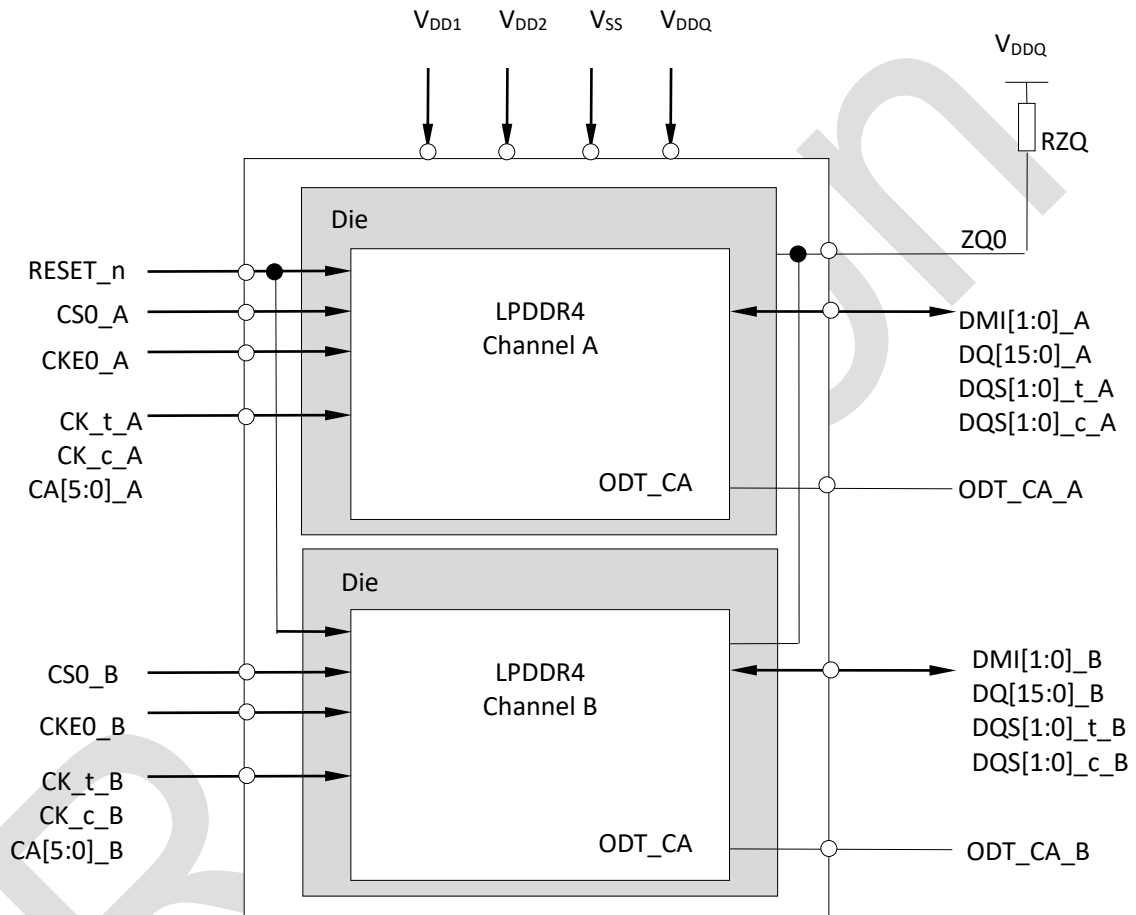 VDD1 VDD2 VSS VDDQ
VDDQ
RZQ
Die
ZQ0
RESET_n
CS0_A
CKE0_A
CK_t_A
CK_c_A
CA[5:0]_A
LPDDR4
Channel A
ODT_CA
DMI[1:0]_A
DQ[15:0]_A
DQS[1:0]_t_A
DQS[1:0]_c_A
ODT_CA_A
Die
CS0_B
CKE0_B
CK_t_B
CK_c_B
CA[5:0]_B
LPDDR4
Channel B
ODT_CA
DMI[1:0]_B
DQ[15:0]_B
DQS[1:0]_t_B
DQS[1:0]_c_B
ODT_CA_B